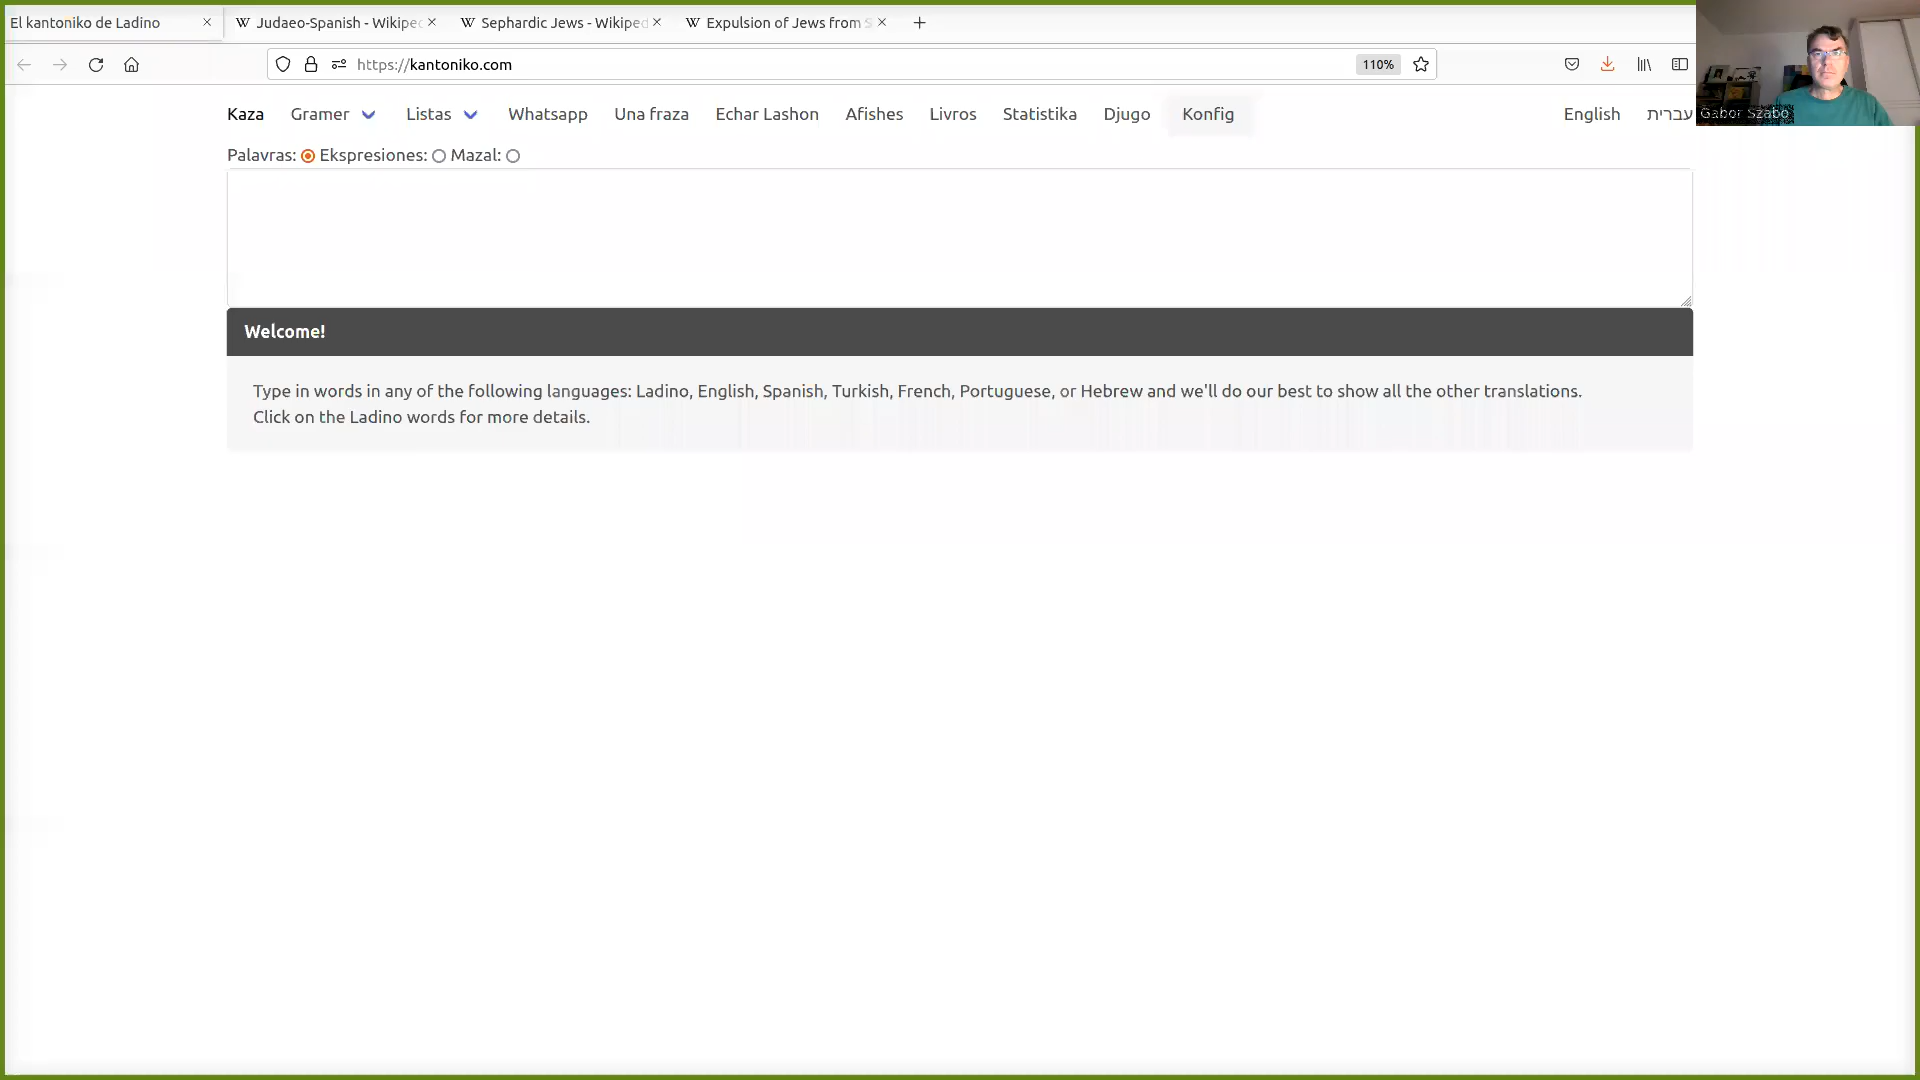 El kantoniko de Ladino
Judaeo-Spanish - Wikipe
Sephardic Jews - Wikiped
Expulsion of Jews from S
https://kantoniko.com
110%
Kaza Gramer Listas Whatsapp Una fraza Echar Lashon Afishes Livros Statistika Djugo Konfig English עברית
Gabor Szabo
Palavras: Ekspresiones: Mazal:
Welcome!
Type in words in any of the following languages: Ladino, English, Spanish, Turkish, French, Portuguese, or Hebrew and we'll do our best to show all the other translations.
Click on the Ladino words for more details.